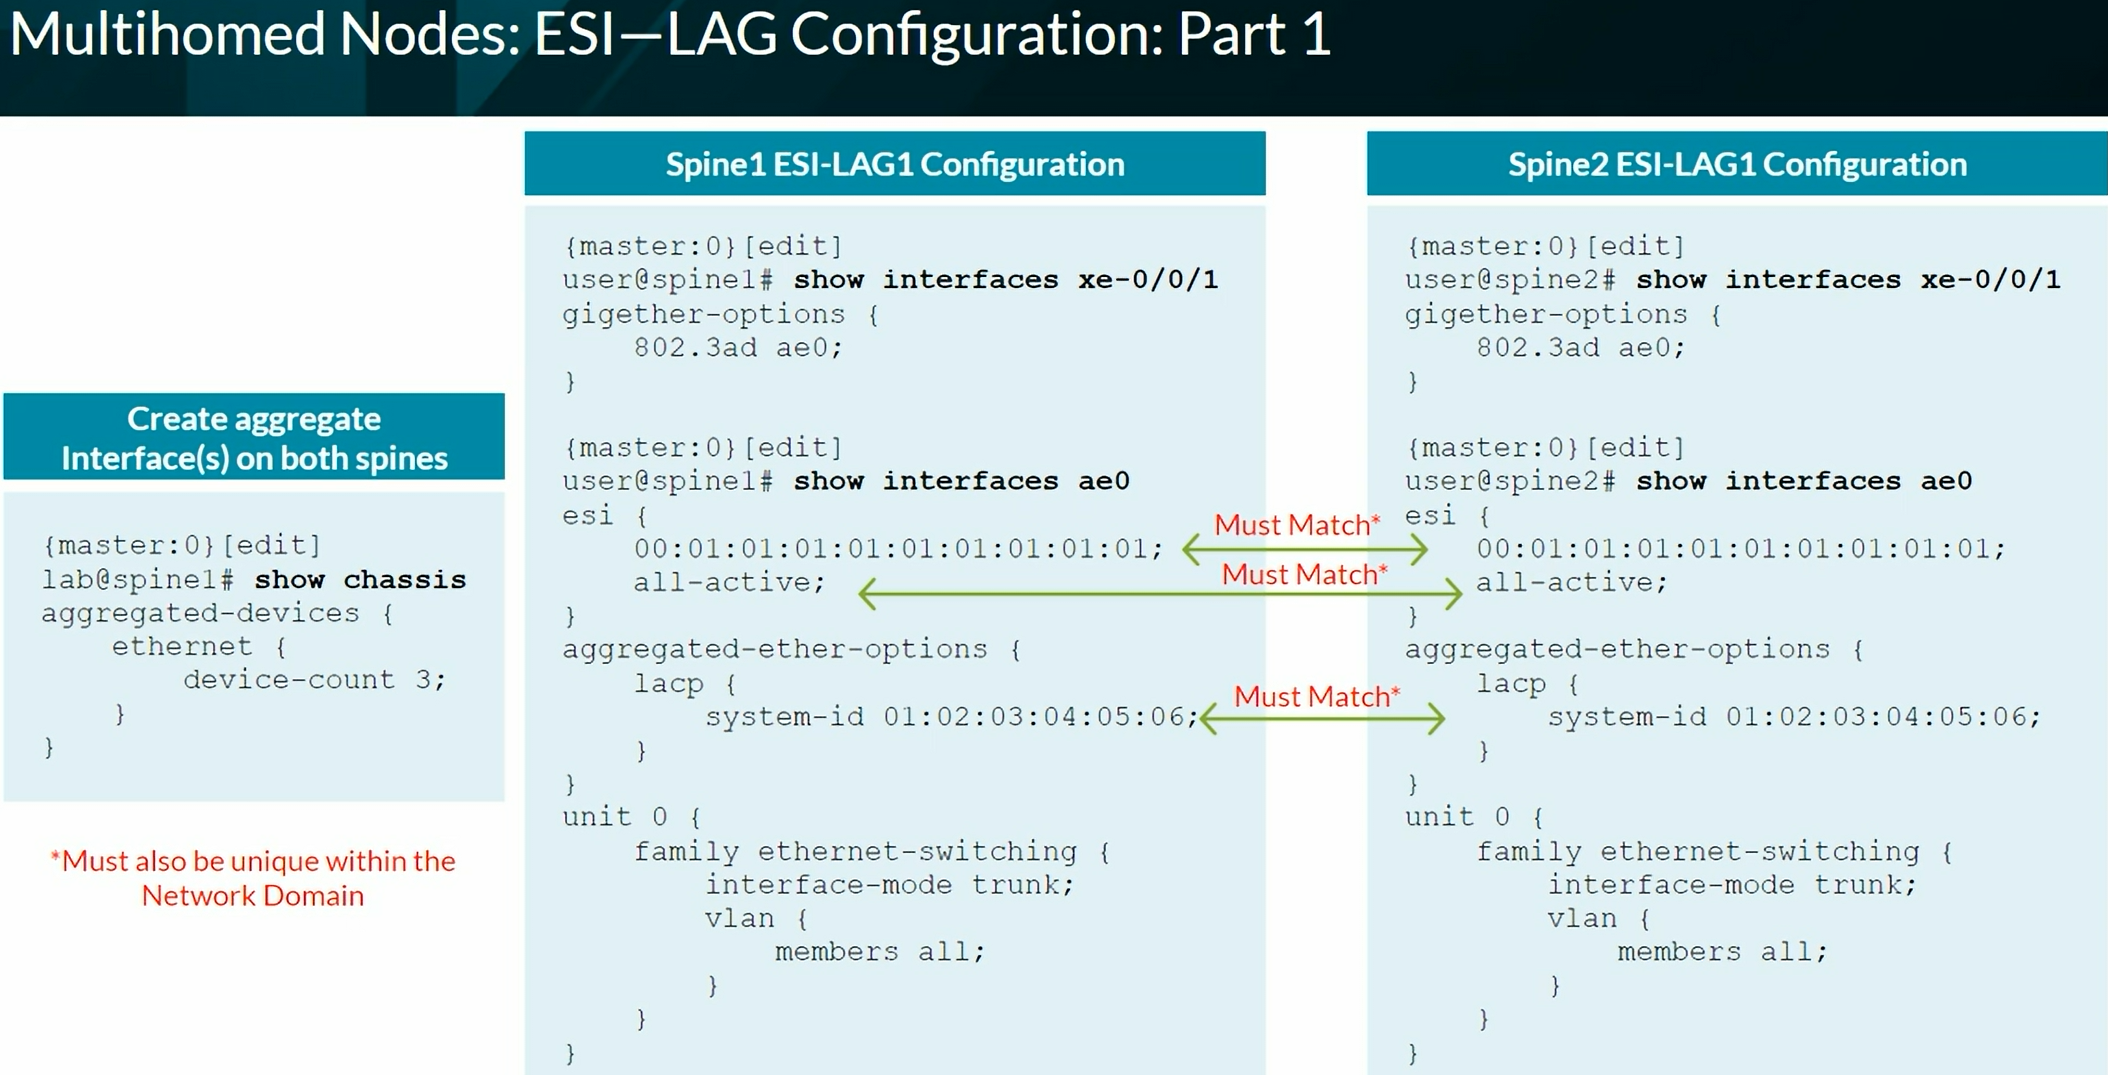 Multihomed Nodes: ESI—LAG Configuration: Part 1
Create aggregate
Interface(s) on both spines
{master:0}[edit]
lab@spine1# show chassis
aggregated-devices {
    ethernet {
        device-count 3;
    }
}
*Must also be unique within the
Network Domain
Spine1 ESI-LAG1 Configuration
{master:0}[edit]
user@spine1# show interfaces xe-0/0/1
gigether-options {
    802.3ad ae0;
}
{master:0}[edit]
user@spine1# show interfaces ae0
esi {
    00:01:01:01:01:01:01:01:01:01;
    all-active;
}
aggregated-ether-options {
    lacp {
        system-id 01:02:03:04:05:06;
    }
}
unit 0 {
    family ethernet-switching {
        interface-mode trunk;
        vlan {
            members all;
        }
    }
}
Must Match*
Must Match*
Must Match*
Spine2 ESI-LAG1 Configuration
{master:0}[edit]
user@spine2# show interfaces xe-0/0/1
gigether-options {
    802.3ad ae0;
}
{master:0}[edit]
user@spine2# show interfaces ae0
esi {
    00:01:01:01:01:01:01:01:01:01;
    all-active;
}
aggregated-ether-options {
    lacp {
        system-id 01:02:03:04:05:06;
    }
}
unit 0 {
    family ethernet-switching {
        interface-mode trunk;
        vlan {
            members all;
        }
    }
}